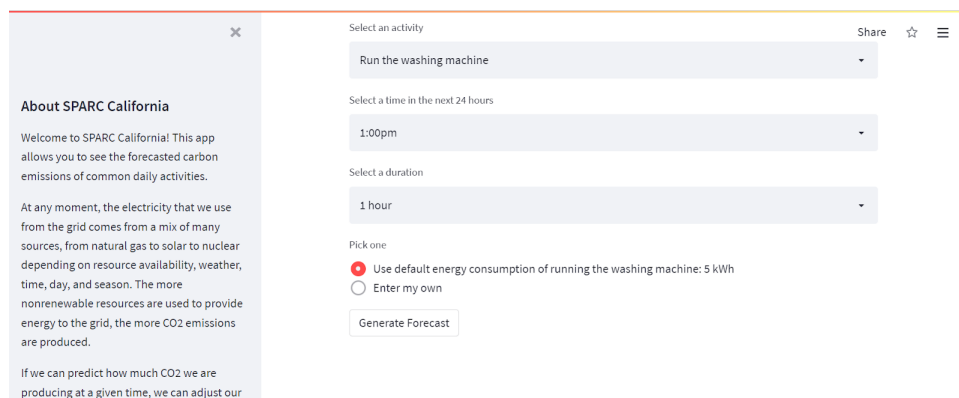 About SPARC California
Welcome to SPARC California! This app
allows you to see the forecasted carbon
emissions of common daily activities.
At any moment, the electricity that we use
from the grid comes from a mix of many
sources, from natural gas to solar to nuclear
depending on resource availability, weather,
time, day, and season. The more
nonrenewable resources are used to provide
energy to the grid, the more CO2 emissions
are produced.
If we can predict how much CO2 we are
producing at a given time, we can adjust our
Share
Select an activity
Run the washing machine
Select a time in the next 24 hours
1:00pm
Select a duration
1 hour
Pick one
Use default energy consumption of running the washing machine: 5 kWh
Enter my own
Generate Forecast